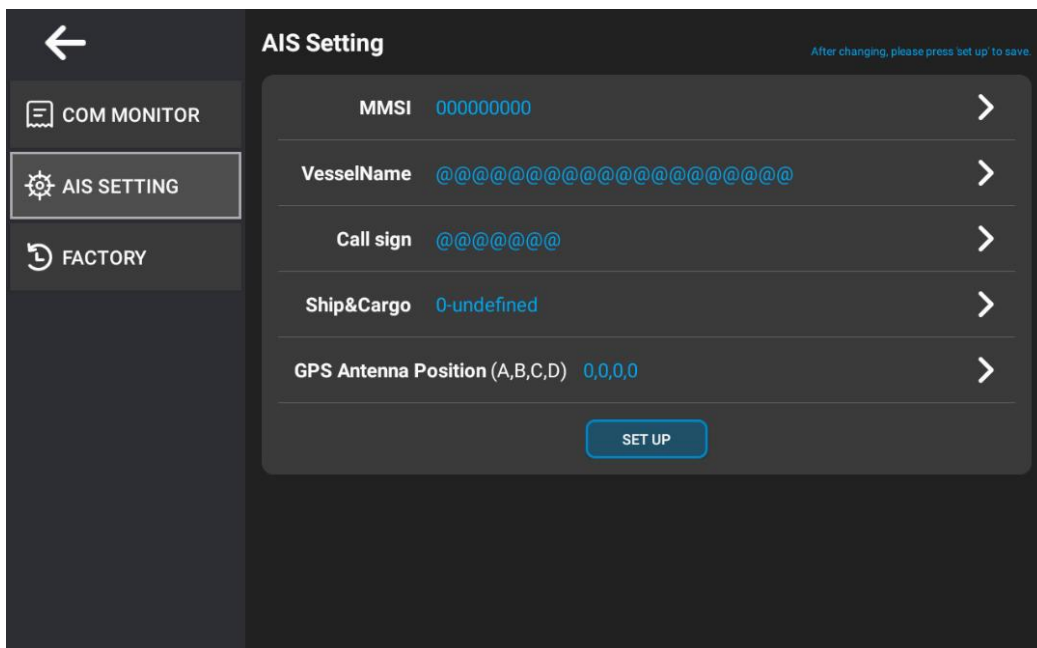 AIS Setting
After changing, please press 'set up' to save.
COM MONITOR
AIS SETTING
FACTORY
MMSI 000000000
VesselName @@@@@@@@@@@@@@@@@@@@
Call sign @@@@@@@
Ship&Cargo 0-undefined
GPS Antenna Position (A,B,C,D) 0,0,0,0
SET UP